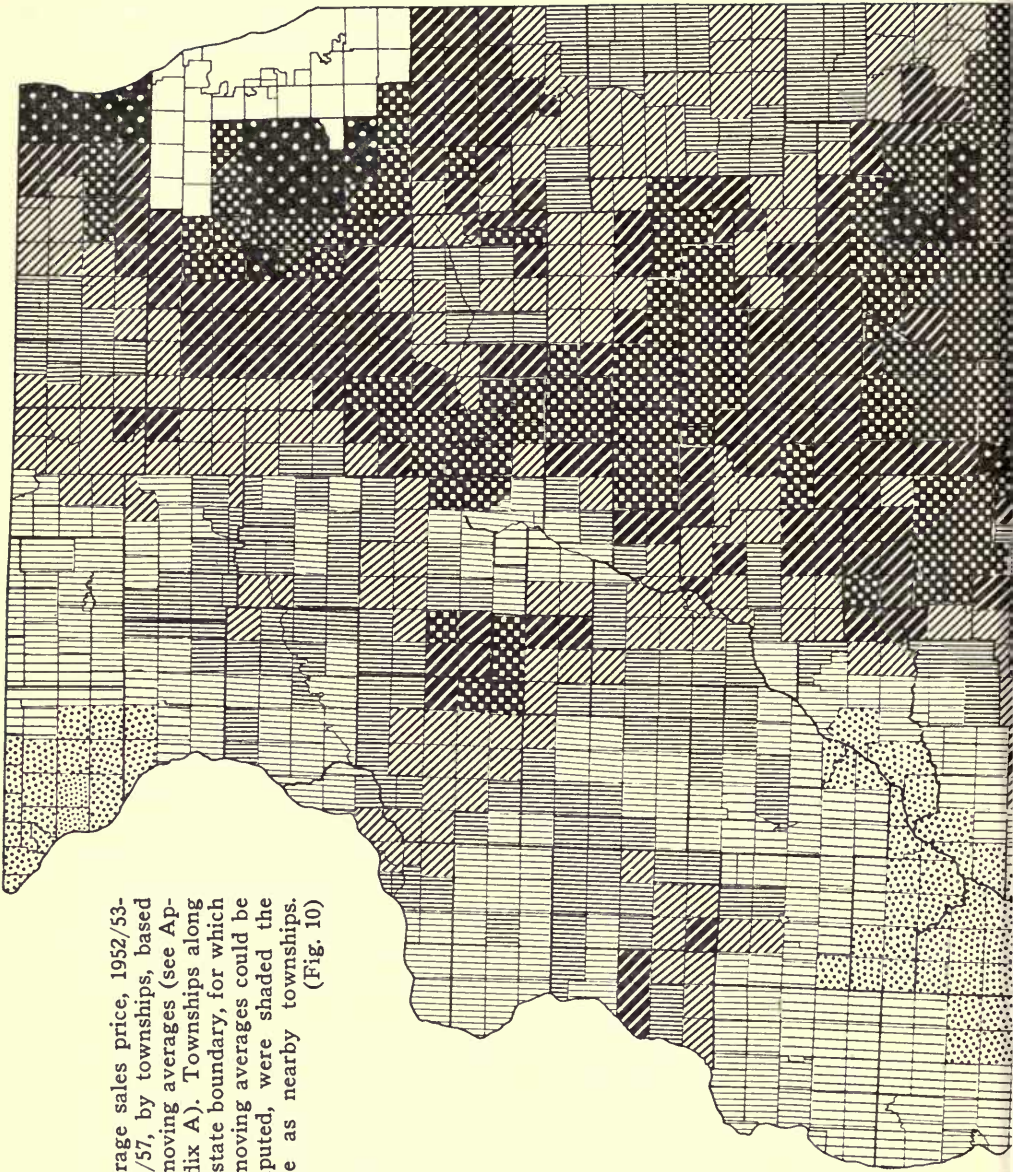 rage sales price, 1952/53-
/57, by townships, based
moving averages (see Ap-
dix A). Townships along
state boundary, for which
moving averages could be
puted, were shaded the
e as nearby townships.
(Fig. 10)